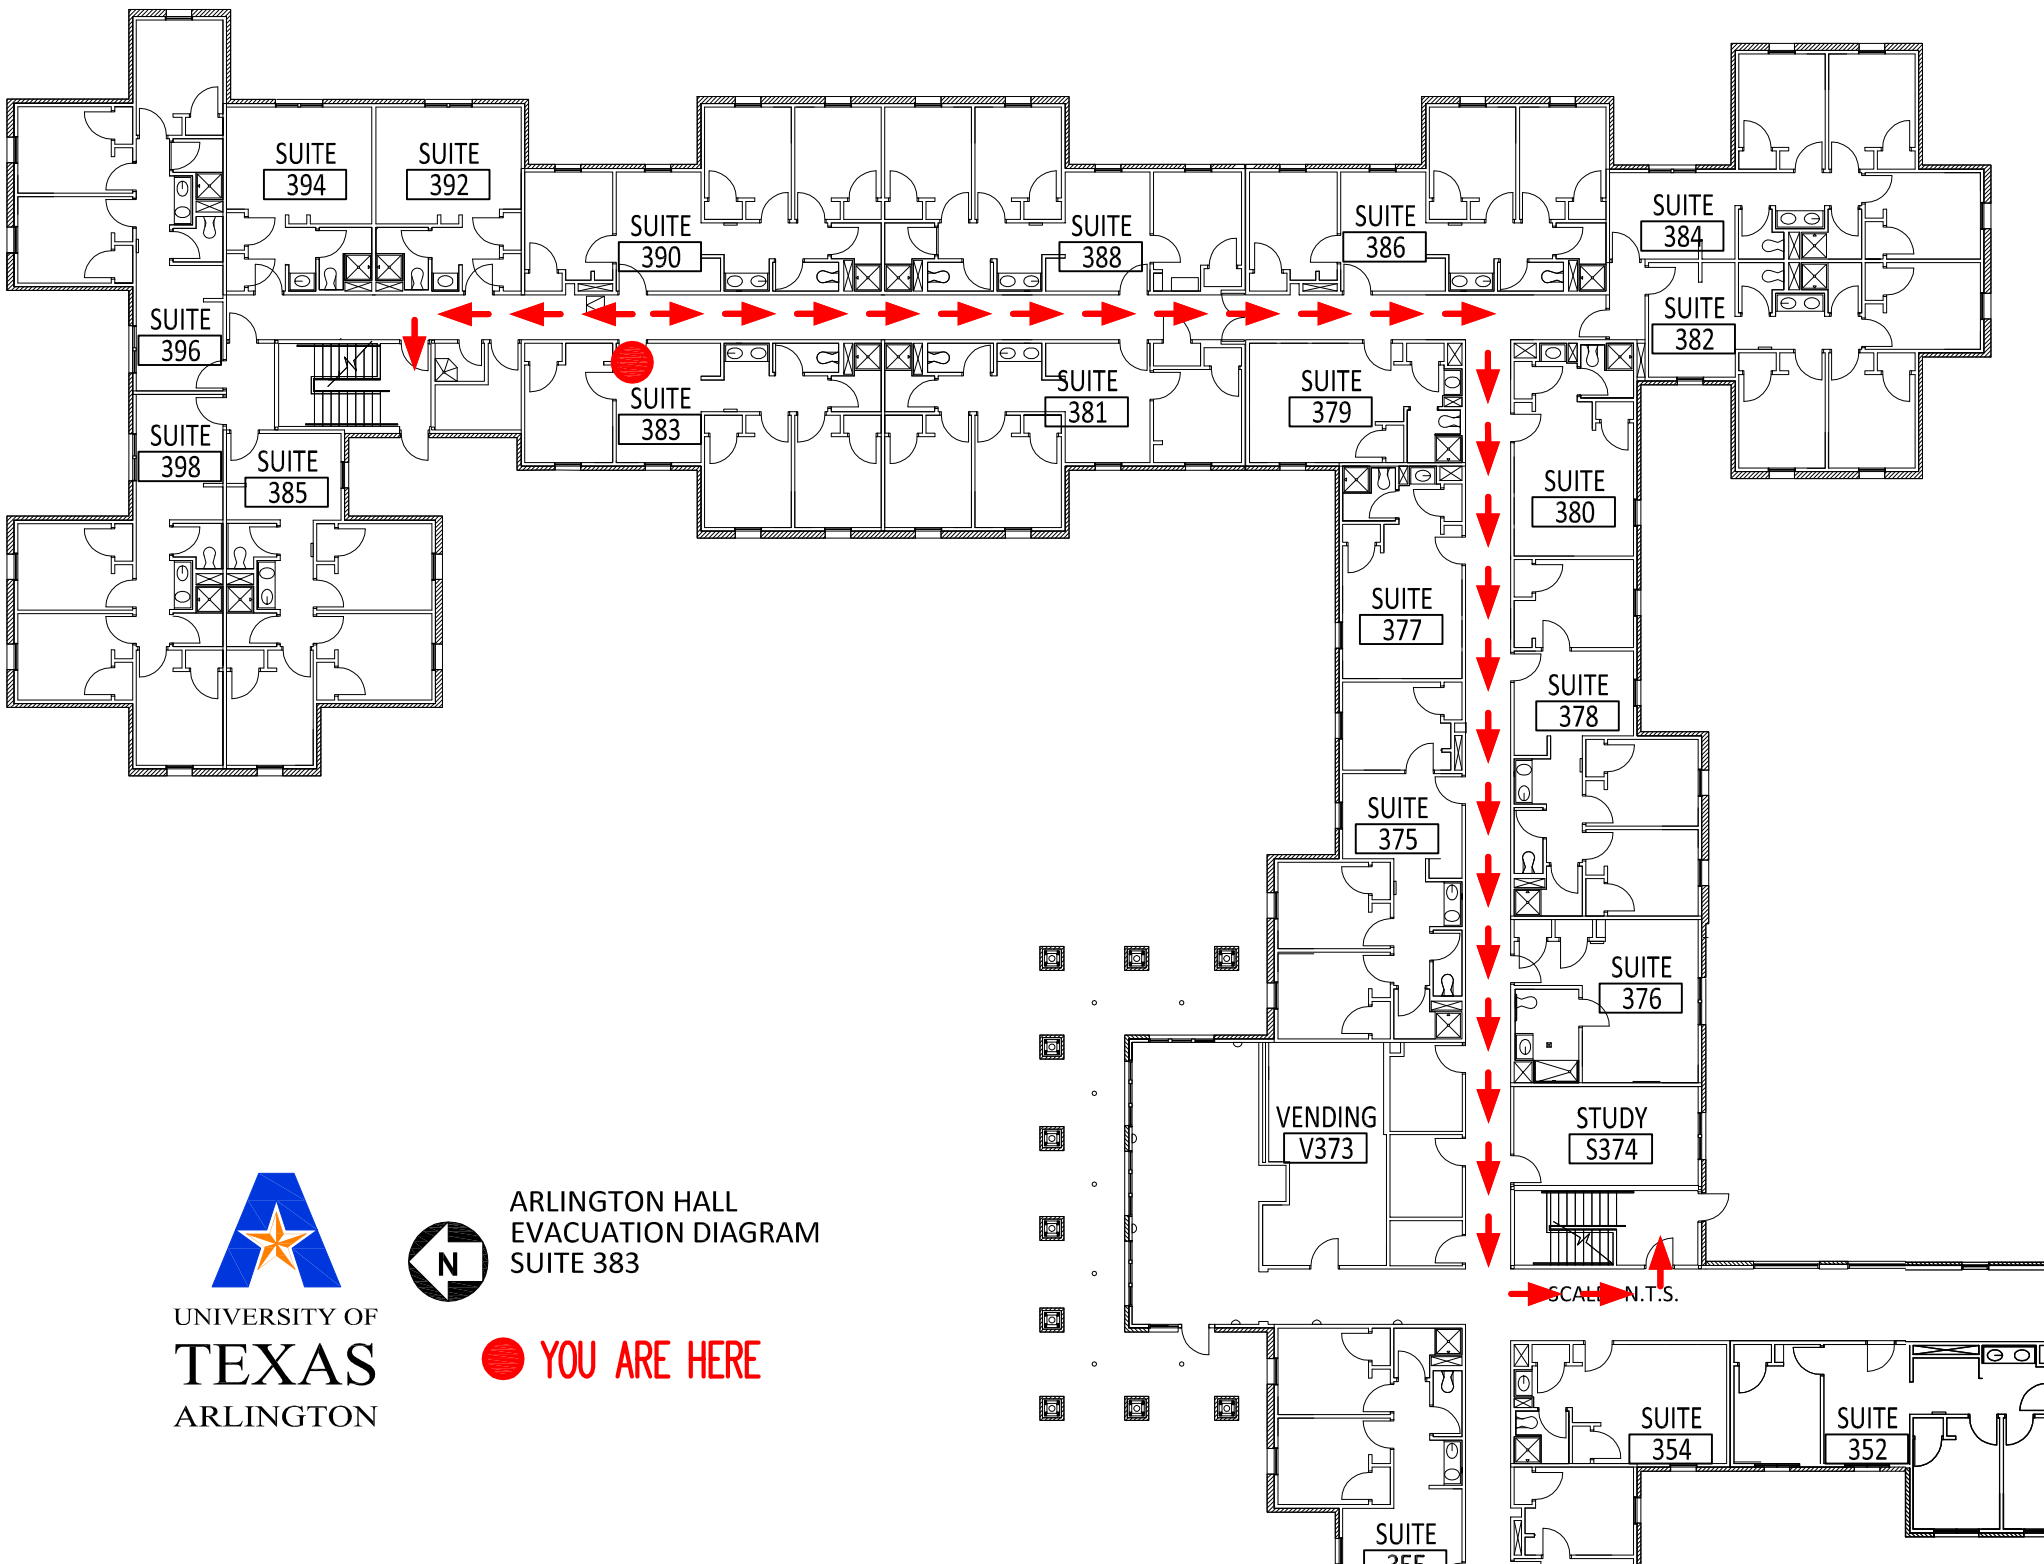 SUITE
394
SUITE
392
SUITE
390
SUITE
388
SUITE
386
SUITE
384
SUITE
396
SUITE
382
SUITE
383
SUITE
381
SUITE
379
SUITE
398
SUITE
385
SUITE
380
SUITE
377
SUITE
378
SUITE
375
SUITE
376
VENDING
V373
STUDY
S374
SCALE N.T.S.
SUITE
354
SUITE
352
SUITE
355
UNIVERSITY OF
TEXAS
ARLINGTON
N
ARLINGTON HALL
EVACUATION DIAGRAM
SUITE 383
YOU ARE HERE